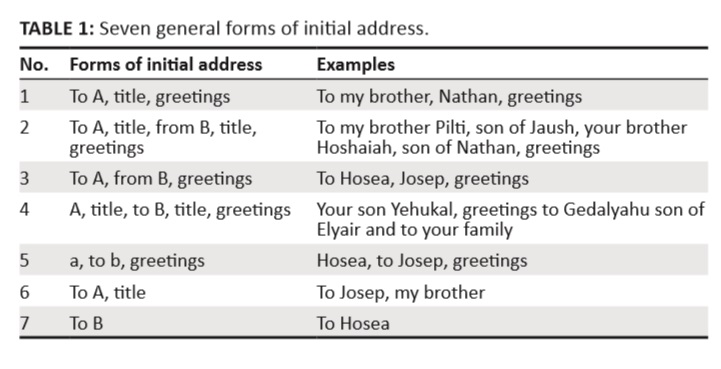 TABLE 1: Seven general forms of initial address.
No. Forms of initial address Examples
1 To A, title, greetings To my brother, Nathan, greetings
2 To A, title, from B, title, To my brother Pilti, son of Jaush, your brother
greetings Hoshaiah, son of Nathan, greetings
3 To A, from B, greetings To Hosea, Josep, greetings
4 A, title, to B, title, greetings Your son Yehukal, greetings to Gedalyahu son of
Elyair and to your family
5 a, to b, greetings Hosea, to Josep, greetings
6 To A, title To Josep, my brother
7 To B To Hosea